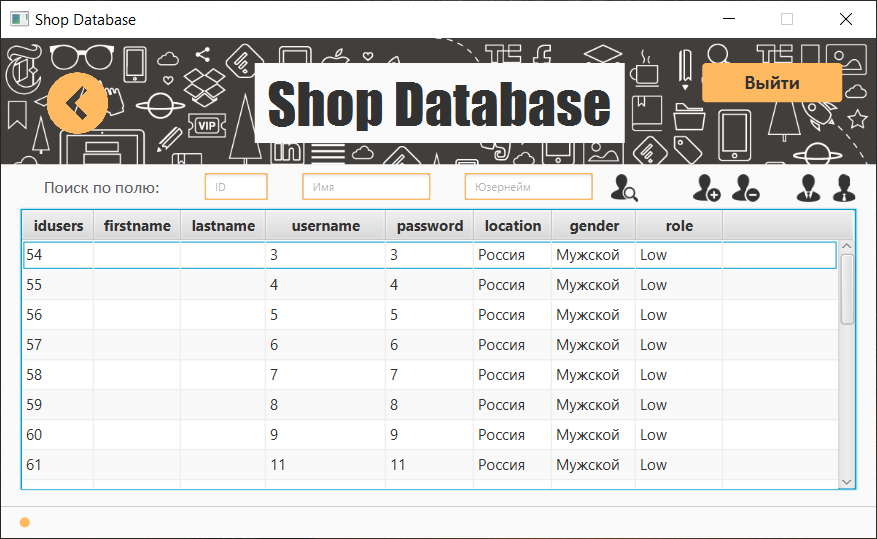 Shop Database
VIP
in
Shop Database
Выйти
Поиск по полю: ID Имя Юзернейм
idusers firstname lastname username password location gender role
54 3 3 Россия Мужской Low
55 4 4 Россия Мужской Low
56 5 5 Россия Мужской Low
57 6 6 Россия Мужской Low
58 7 7 Россия Мужской Low
59 8 8 Россия Мужской Low
60 9 9 Россия Мужской Low
61 11 11 Россия Мужской Low